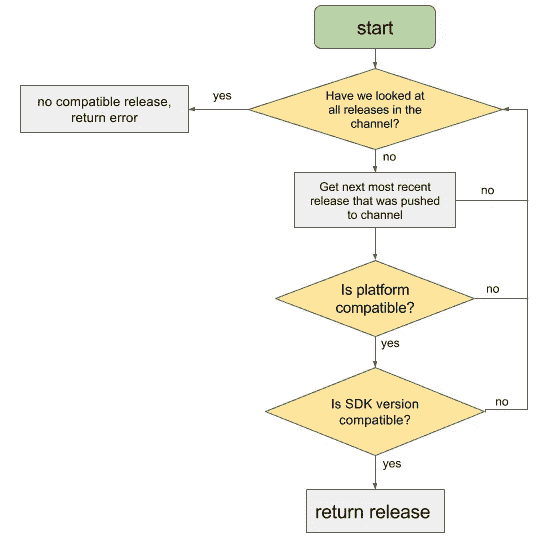 start
Have we looked at
all releases in the
channel?
yes
no compatible release,
return error
no
Get next most recent
release that was pushed
to channel
no
Is platform
compatible?
no
yes
Is SDK version
compatible?
no
yes
return release